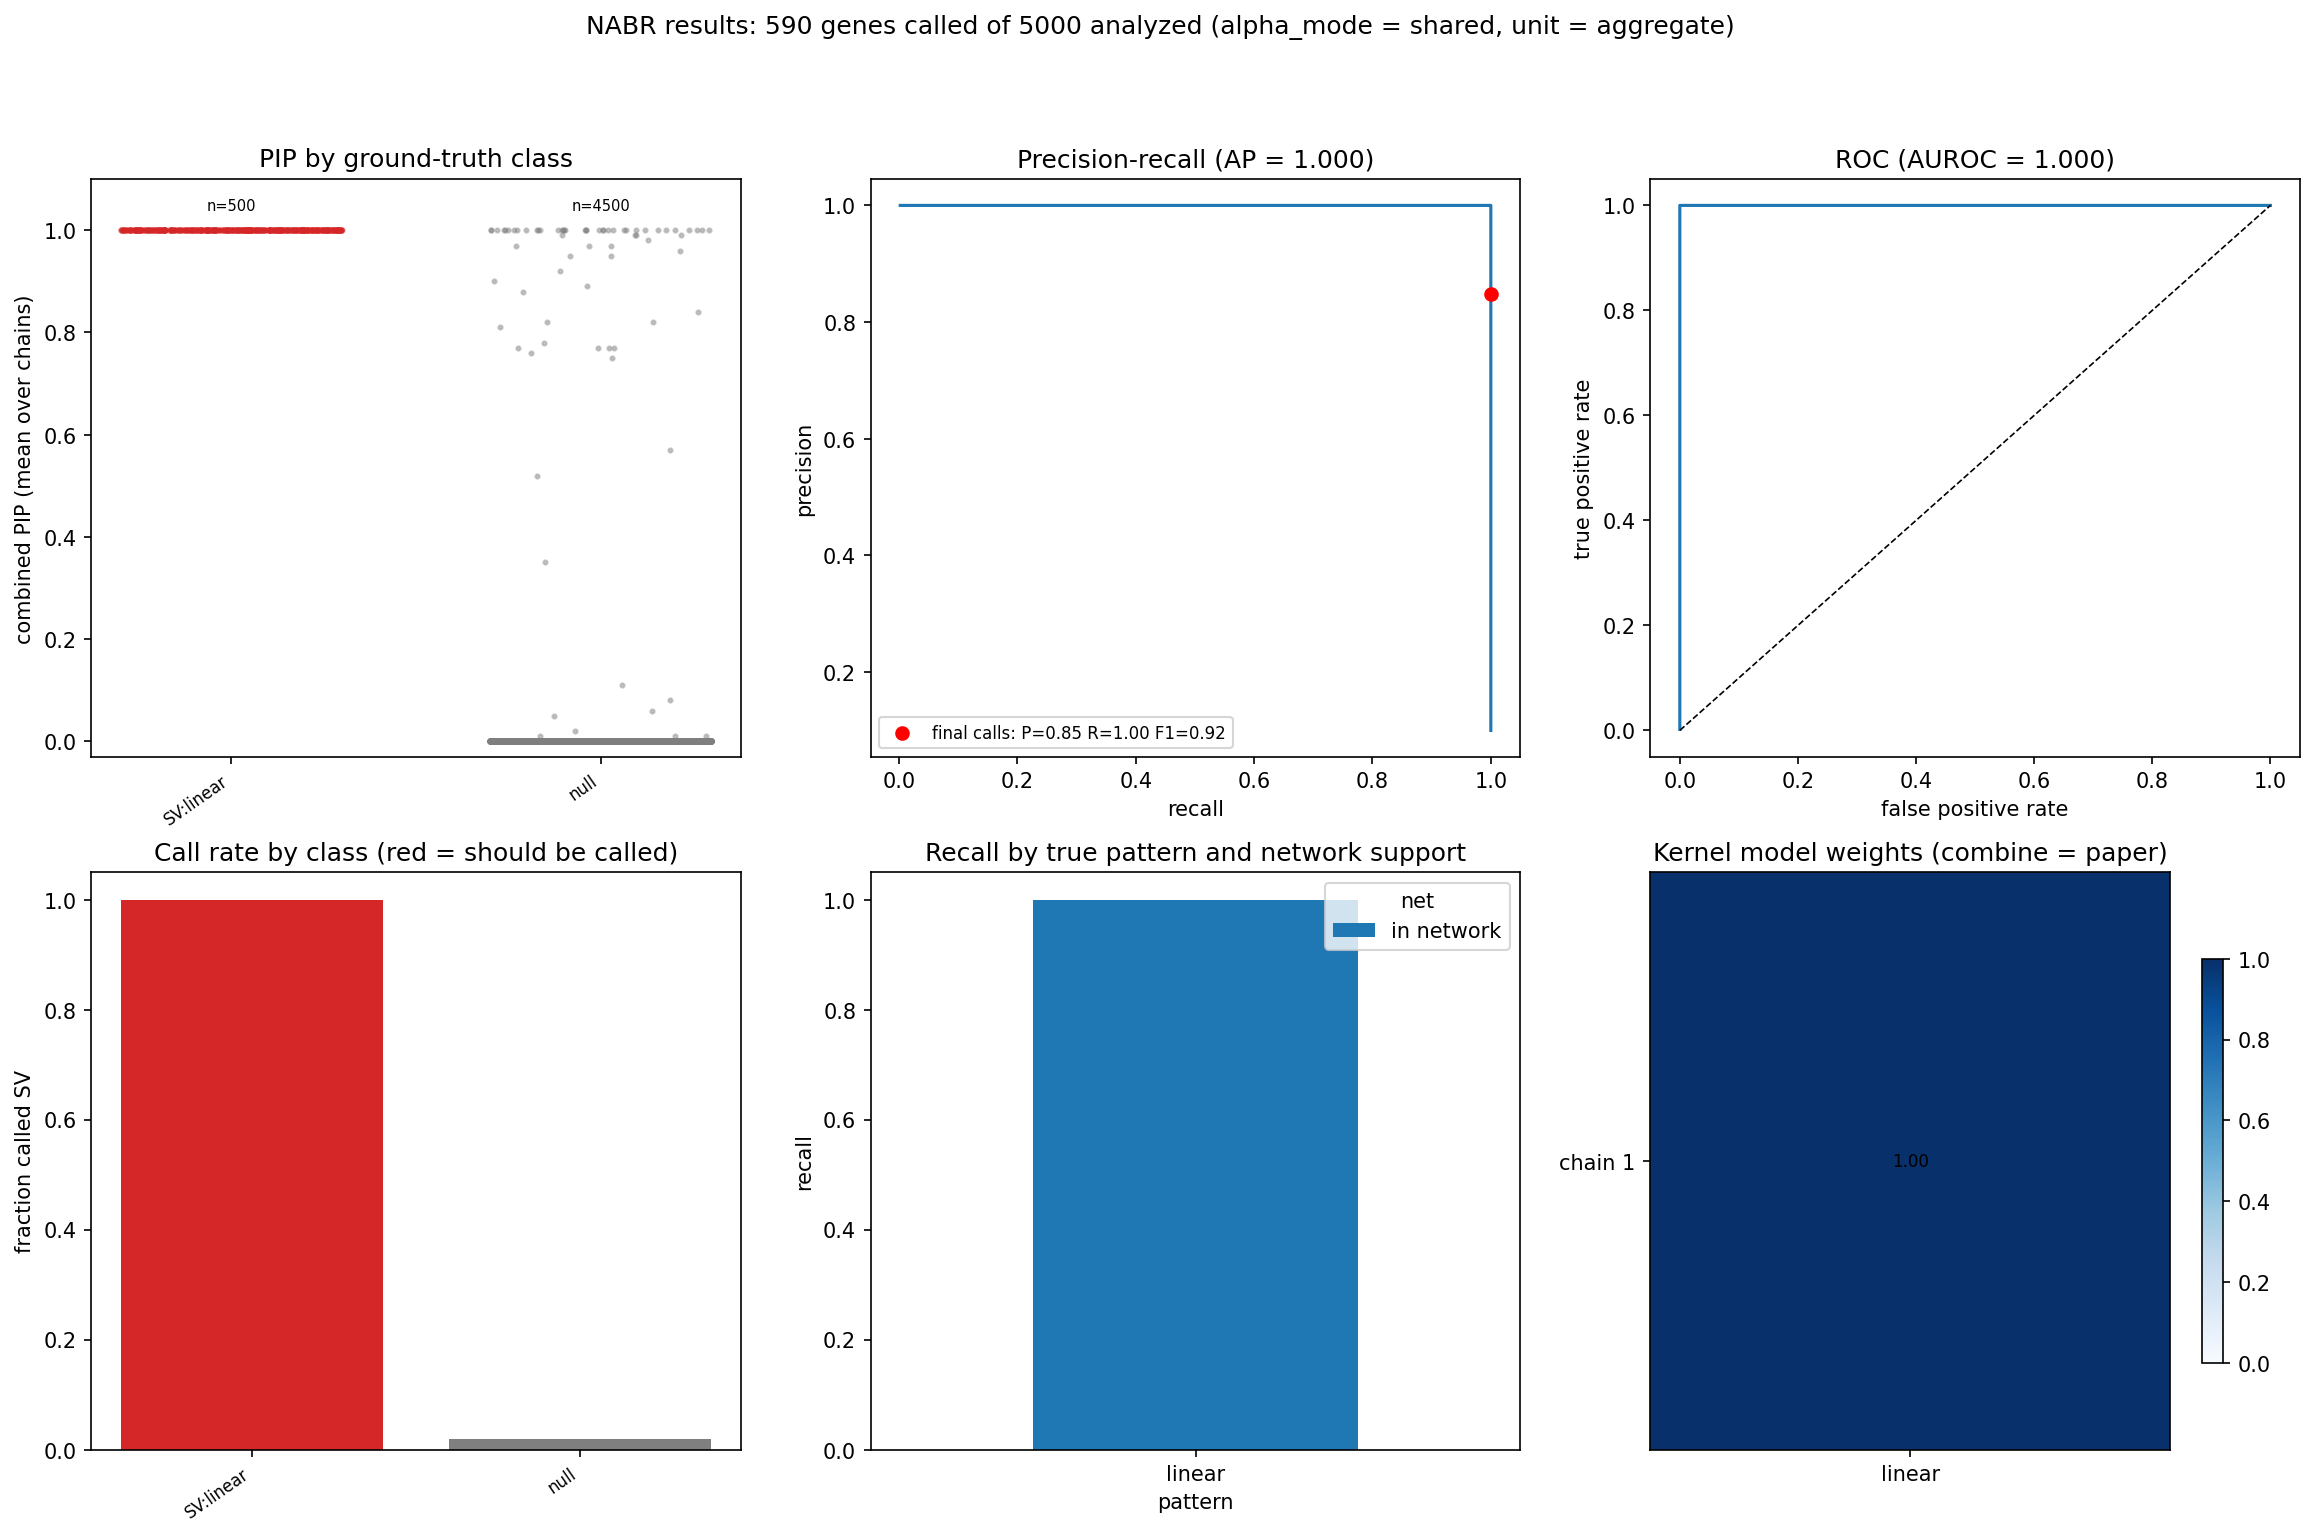 NABR results: 590 genes called of 5000 analyzed (alpha_mode = shared, unit = aggregate)
PIP by ground-truth class
n=500
n=4500
1.0
0.8
0.6
0.4
0.2
0.0
combined PIP (mean over chains)
SV:linear
null
Precision-recall (AP = 1.000)
1.0
0.8
0.6
0.4
0.2
precision
final calls: P=0.85 R=1.00 F1=0.92
0.0 0.2 0.4 0.6 0.8 1.0
recall
ROC (AUROC = 1.000)
1.0
0.8
0.6
0.4
0.2
0.0
true positive rate
0.0 0.2 0.4 0.6 0.8 1.0
false positive rate
Call rate by class (red = should be called)
1.0
0.8
0.6
0.4
0.2
0.0
fraction called SV
SV:linear
null
Recall by true pattern and network support
net
in network
1.0
0.8
0.6
0.4
0.2
0.0
recall
linear
pattern
Kernel model weights (combine = paper)
chain 1
1.00
linear
1.0
0.8
0.6
0.4
0.2
0.0